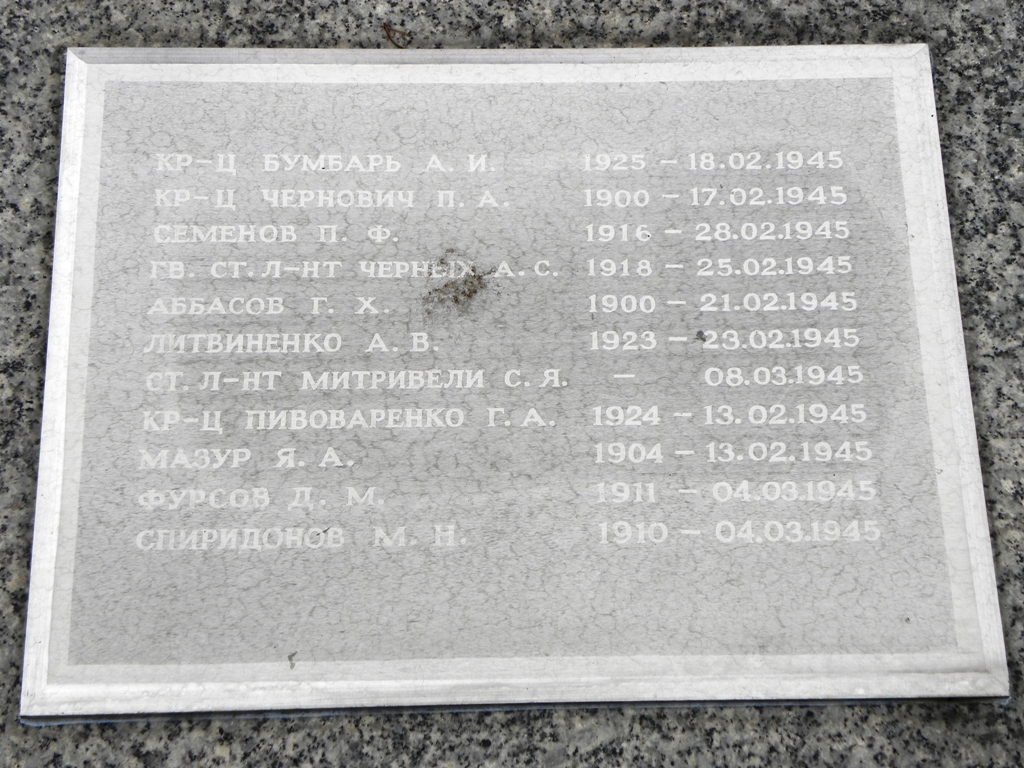 КР-Ц БУМБАРЬ А. И. 1925 – 18.02.1945
КР-Ц ЧЕРНОВИЧ П. А. 1900 – 17.02.1945
СЕМЕНОВ П. Ф. 1916 – 28.02.1945
ГВ. СТ. Л-НТ ЧЕРНЫХ А. С. 1918 – 25.02.1945
АББАСОВ Г. Х. 1900 – 21.02.1945
ЛИТВИНЕНКО А. В. 1923 – 23.02.1945
СТ. Л-НТ МИТРИВЕЛИ С. Я. – 08.03.1945
КР-Ц ПИВОВАРЕНКО Г. А. 1924 – 13.02.1945
МАЗУР Я. А. 1904 – 13.02.1945
ФУРСОВ Д. М. 1911 – 04.03.1945
СПИРИДОНОВ М. Н. 1910 – 04.03.1945